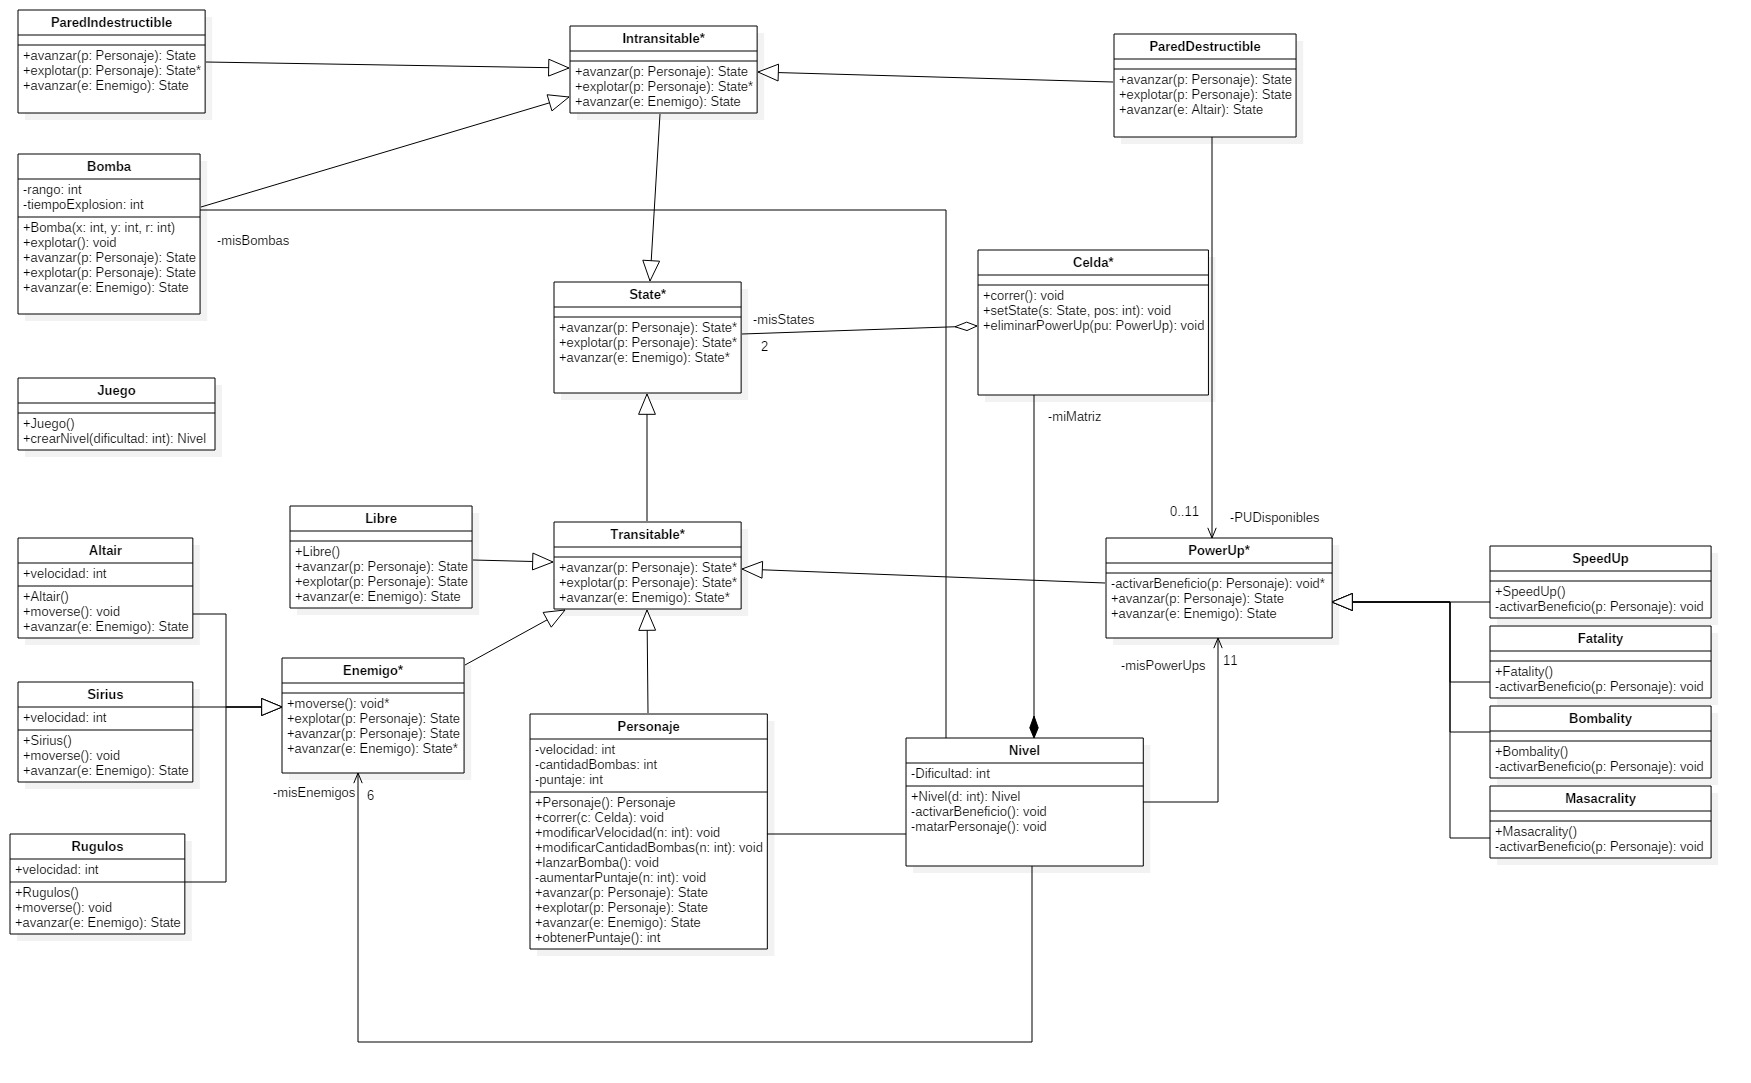 ParedIndestructible
+avanzar(p: Personaje): State
+explotar(p: Personaje): State*
+avanzar(e: Enemigo): State
Intransitable*
+avanzar(p: Personaje): State
+explotar(p: Personaje): State*
+avanzar(e: Enemigo): State
ParedDestructible
+avanzar(p: Personaje): State
+explotar(p: Personaje): State
+avanzar(e: Altair): State
Bomba
-rango: int
-tiempoExplosion: int
+Bomba(x: int, y: int, r: int)
+explotar(): void
+avanzar(p: Personaje): State
+explotar(p: Personaje): State
+avanzar(e: Enemigo): State
-misBombas
State*
+avanzar(p: Personaje): State*
+explotar(p: Personaje): State*
+avanzar(e: Enemigo): State*
-misStates
2
Celda*
+correr(): void
+setState(s: State, pos: int): void
+eliminarPowerUp(pu: PowerUp): void
-miMatriz
Juego
+Juego()
+crearNivel(dificultad: int): Nivel
Libre
+Libre()
+avanzar(p: Personaje): State
+explotar(p: Personaje): State
+avanzar(e: Enemigo): State
Transitable*
+avanzar(p: Personaje): State*
+explotar(p: Personaje): State*
+avanzar(e: Enemigo): State*
0..11
-PUDisponibles
PowerUp*
-activarBeneficio(p: Personaje): void*
+avanzar(p: Personaje): State
+avanzar(e: Enemigo): State
-misPowerUps
11
SpeedUp
+SpeedUp()
-activarBeneficio(p: Personaje): void
Fatality
+Fatality()
-activarBeneficio(p: Personaje): void
Bombality
+Bombality()
-activarBeneficio(p: Personaje): void
Masacrality
+Masacrality()
-activarBeneficio(p: Personaje): void
Altair
+velocidad: int
+Altair()
+moverse(): void
+avanzar(e: Enemigo): State
Sirius
+velocidad: int
+Sirius()
+moverse(): void
+avanzar(e: Enemigo): State
Rugulos
+velocidad: int
+Rugulos()
+moverse(): void
+avanzar(e: Enemigo): State
Enemigo*
+moverse(): void*
+explotar(p: Personaje): State
+avanzar(p: Personaje): State
+avanzar(e: Enemigo): State*
-misEnemigos
6
Personaje
-velocidad: int
-cantidadBombas: int
-puntaje: int
+Personaje(): Personaje
+correr(c: Celda): void
+modificarVelocidad(n: int): void
+modificarCantidadBombas(n: int): void
+lanzarBomba(): void
-aumentarPuntaje(n: int): void
+avanzar(p: Personaje): State
+explotar(p: Personaje): State
+avanzar(e: Enemigo): State
+obtenerPuntaje(): int
Nivel
-Dificultad: int
+Nivel(d: int): Nivel
-activarBeneficio(): void
-matarPersonaje(): void